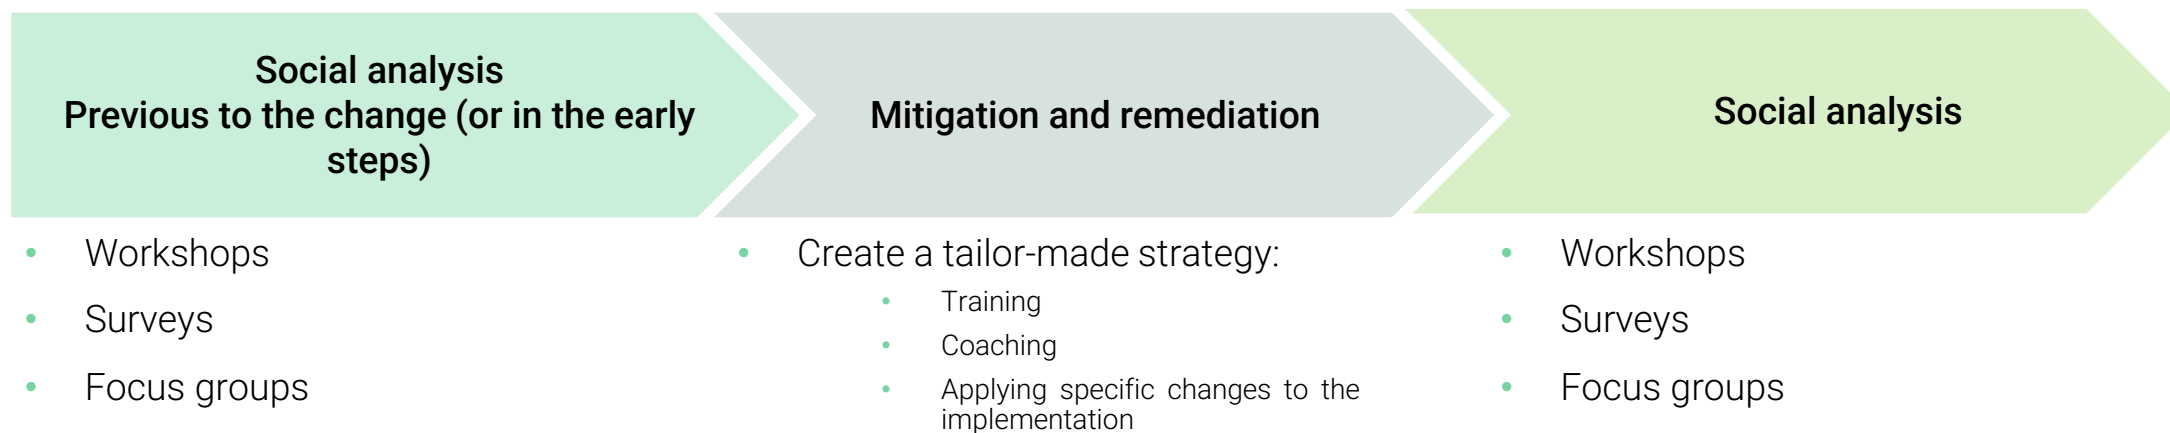 Social analysis
Previous to the change (or in the early
steps)
Mitigation and remediation
Social analysis
• Workshops
• Surveys
• Focus groups
• Create a tailor-made strategy:
• Training
• Coaching
• Applying specific changes to the
implementation
• Workshops
• Surveys
• Focus groups